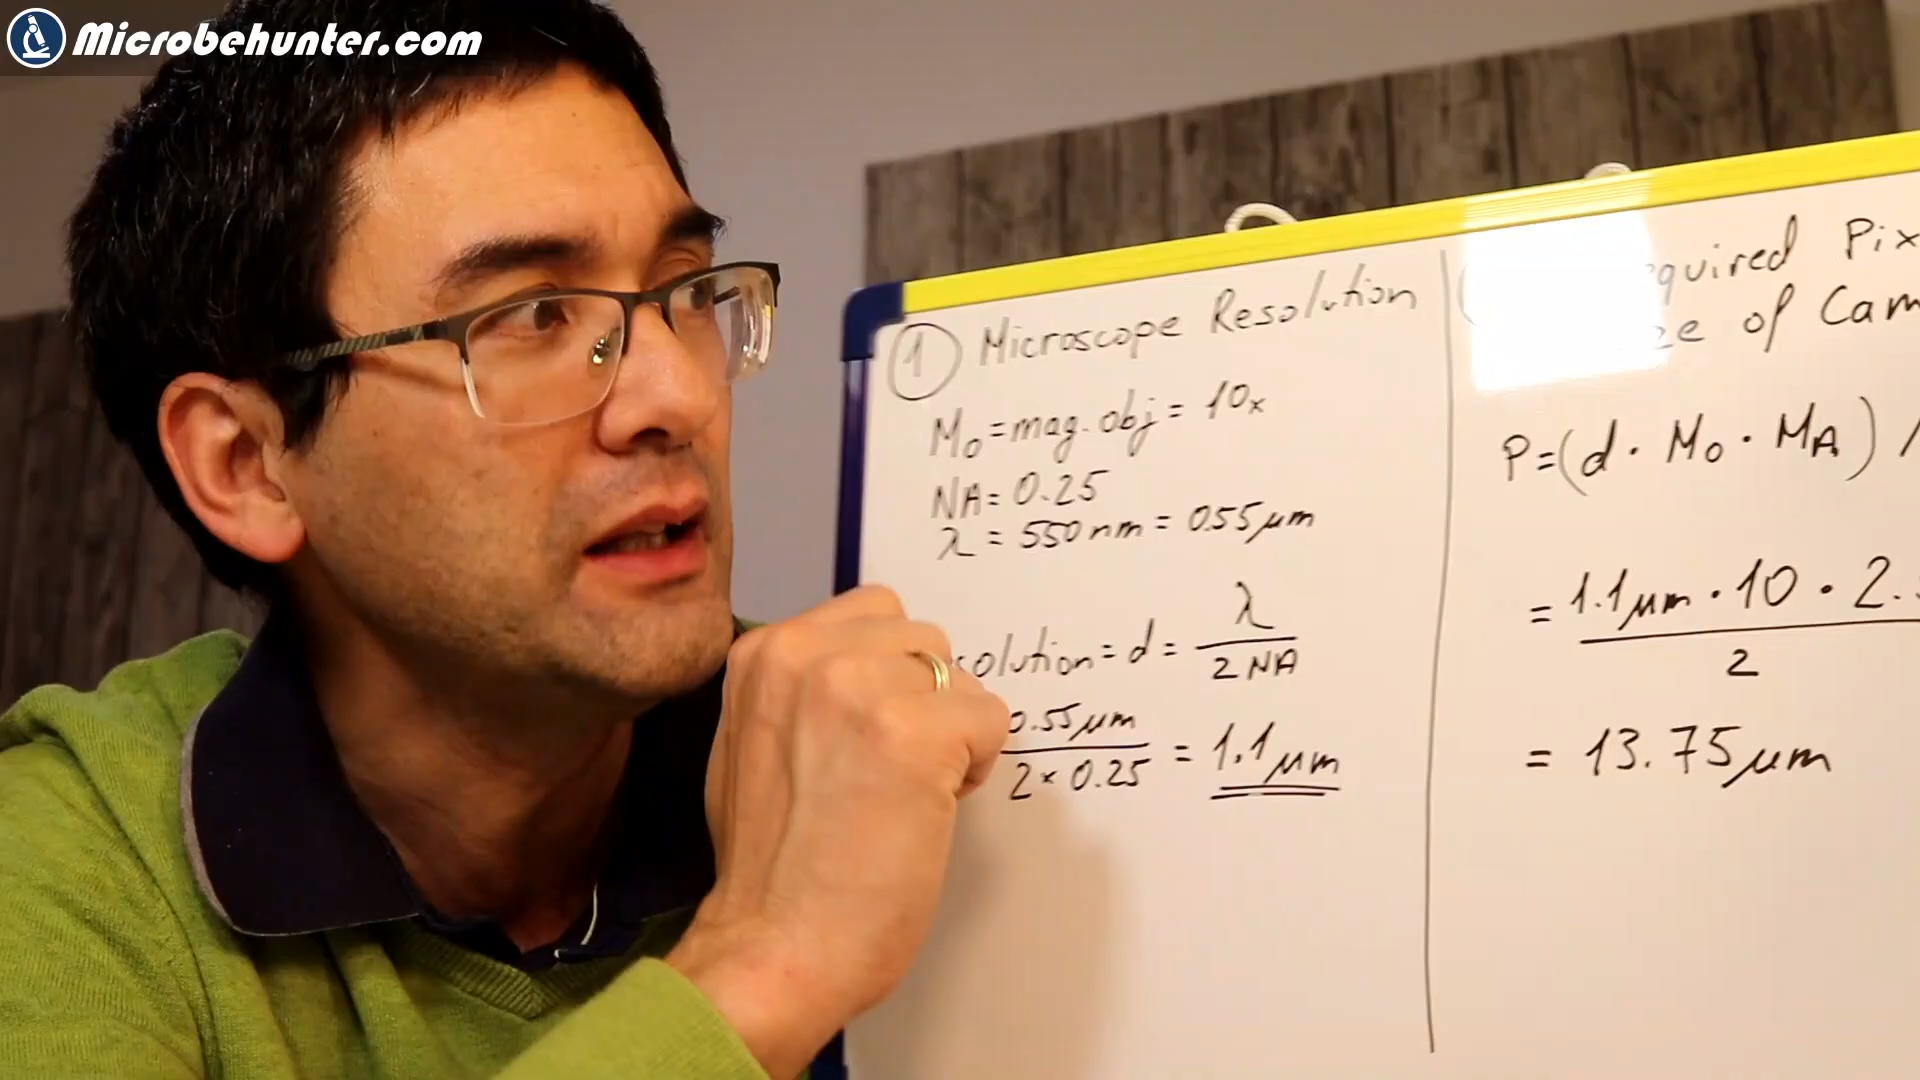 Microbehunter.com
1 Microscope Resolution
Mo = mag. obj = 10x
NA = 0.25
λ = 550 nm = 0.55 μm
= d = λ / 2 NA
0.55 μm / 2 × 0.25 = 1.1 μm
of
P = (d · Mo · MA) /
= 1.1 μm · 10 · 2. / 2
= 13.75 μm